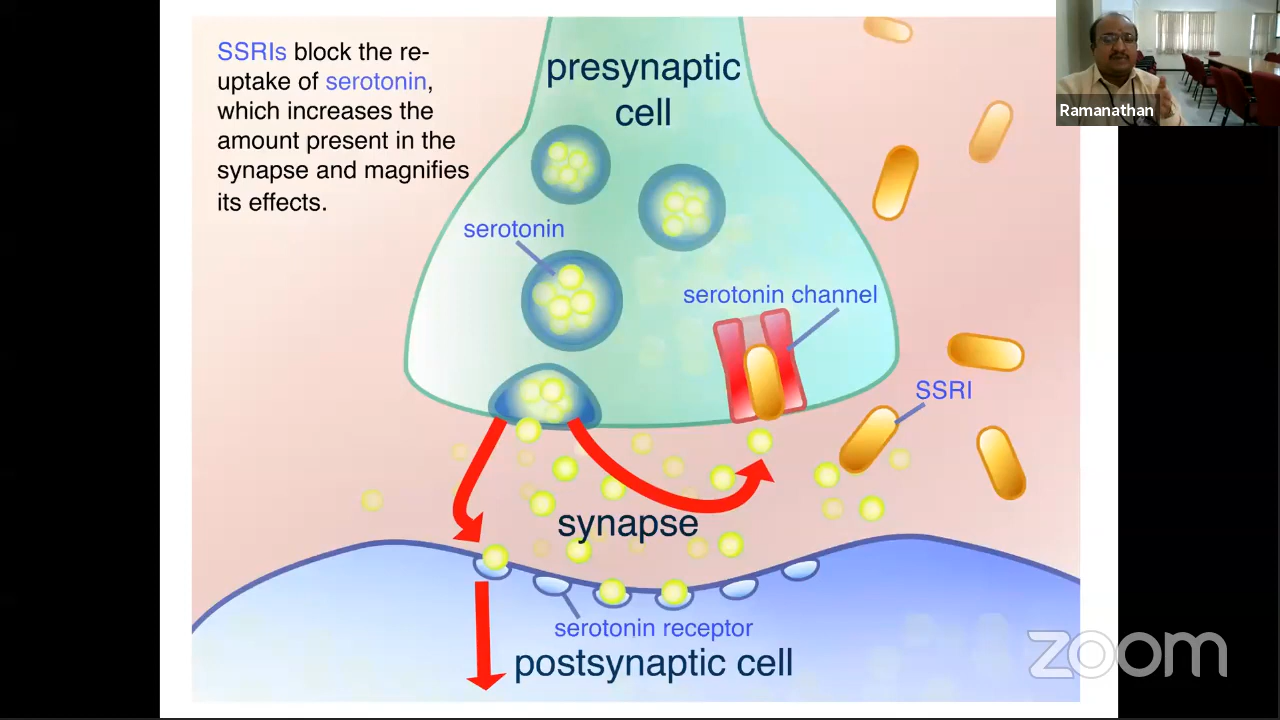 SSRIs block the re-
uptake of serotonin,
which increases the
amount present in the
synapse and magnifies
its effects.
presynaptic
cell
Ramanathan
serotonin
serotonin channel
SSRI
synapse
serotonin receptor
postsynaptic cell
zoom